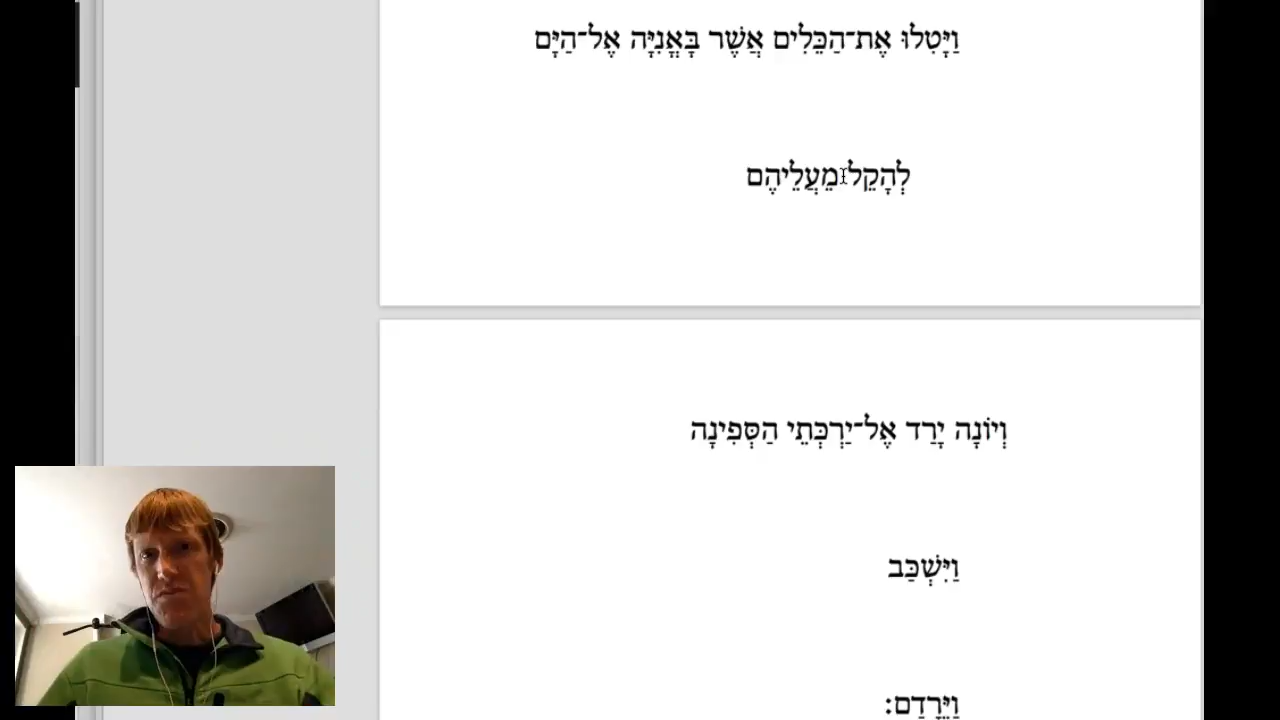 וַיָּטִלוּ אֶת־הַכֵּלִים אֲשֶׁר בָּאֳנִיָּה אֶל־הַיָּם
לְהָקֵל מֵעֲלֵיהֶם
וְיוֹנָה יָרַד אֶל־יַרְכְּתֵי הַסְּפִינָה
וַיִּשְׁכַּב
וַיֵּרָדַם׃